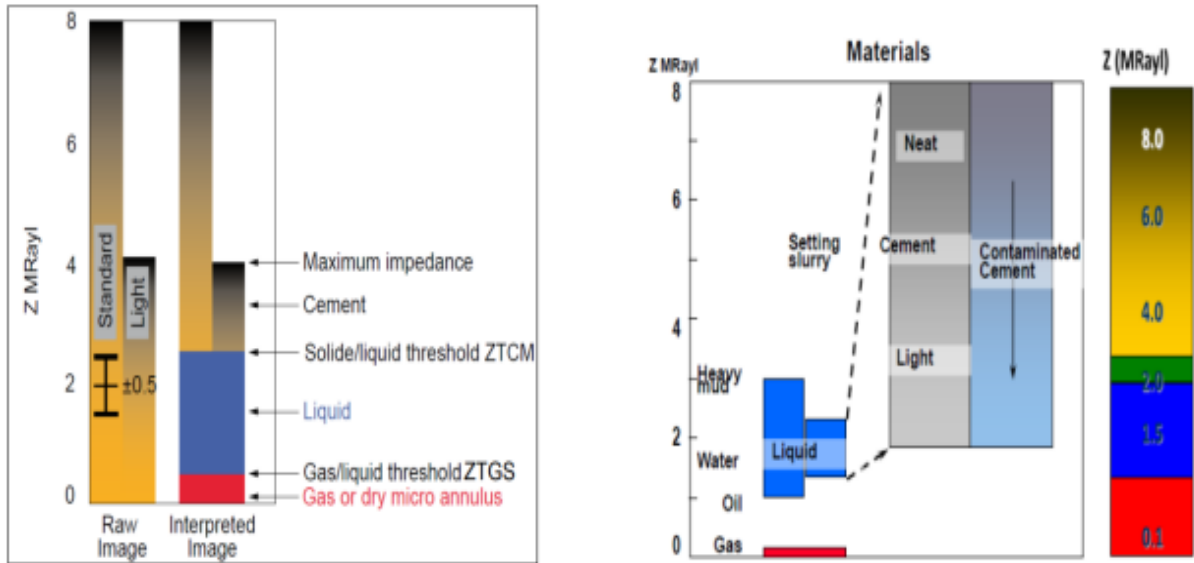 8
6
4
2
0
Z MRayl
Standard
Light
±0.5
Raw
Image
Interpreted
Image
Maximum impedance
Cement
Solide/liquid threshold ZTCM
Liquid
Gas/liquid threshold ZTGS
Gas or dry micro annulus
Materials
Z MRayl
8
6
4
2
0
Setting
slurry
Neat
Cement
Light
Contaminated
Cement
Heavy
mud
Water
Liquid
Oil
Gas
Z (MRayl)
8.0
6.0
4.0
2.0
1.5
0.1